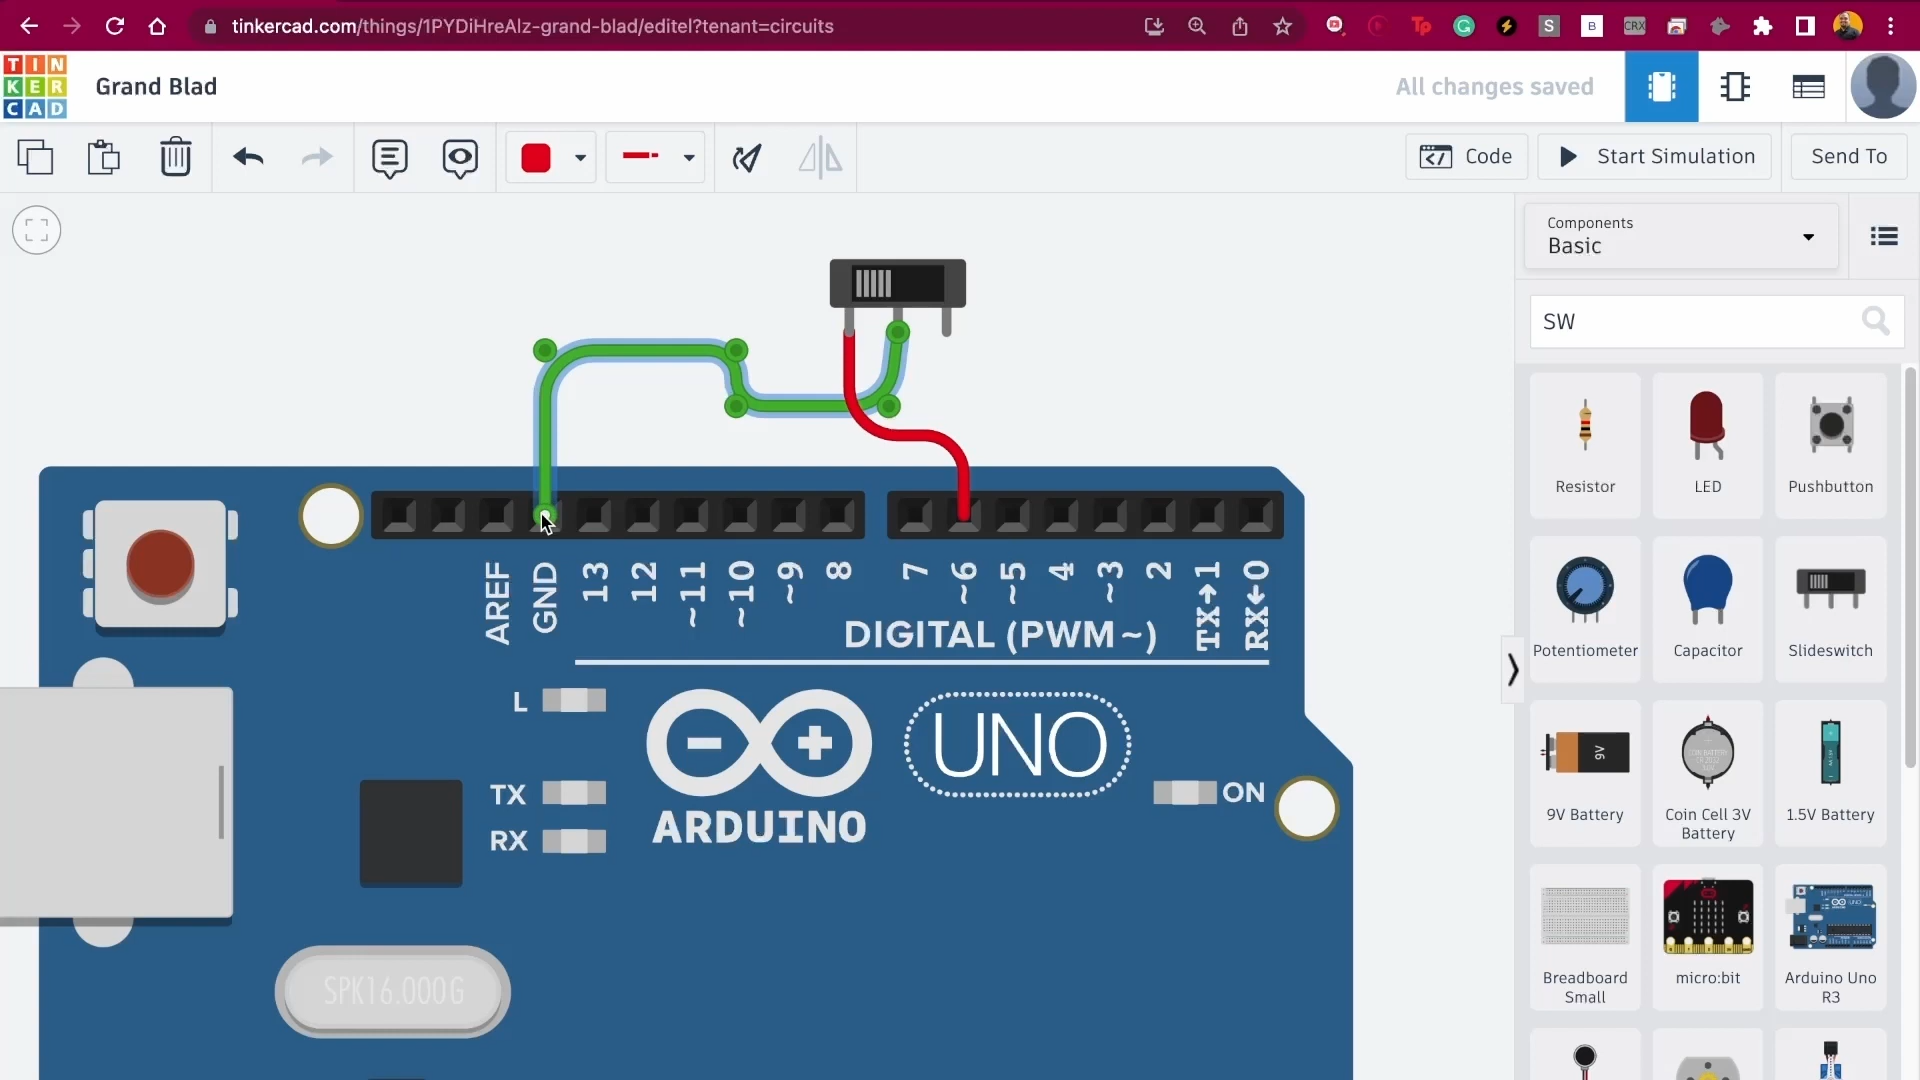 tinkercad.com/things/1PYDiHreAlz-grand-blad/editel?tenant=circuits
Tp
G
S
B
CRX
TIN
KER
CAD
Grand Blad
All changes saved
Code
Start Simulation
Send To
Components
Basic
SW
Resistor
LED
Pushbutton
Potentiometer
Capacitor
Slideswitch
9V
9V Battery
Coin Cell 3V
Battery
1.5V Battery
Breadboard
Small
micro:bit
Arduino Uno
R3
AREF
GND
13
12
~11
~10
~9
8
7
~6
~5
4
~3
2
TX→1
RX←0
DIGITAL (PWM~)
L
TX
RX
UNO
ON
ARDUINO
SPK16.000G